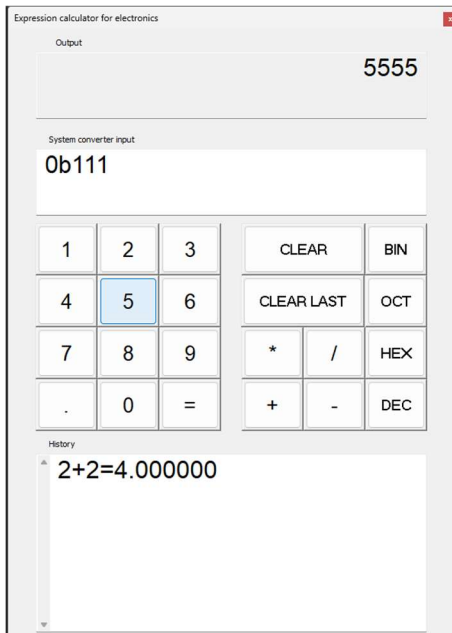 Expression calculator for electronics
x
Output
5555
System converter input
0b111
1 2 3 CLEAR BIN
4 5 6 CLEAR LAST OCT
7 8 9 * / HEX
. 0 = + - DEC
History
2+2=4.000000